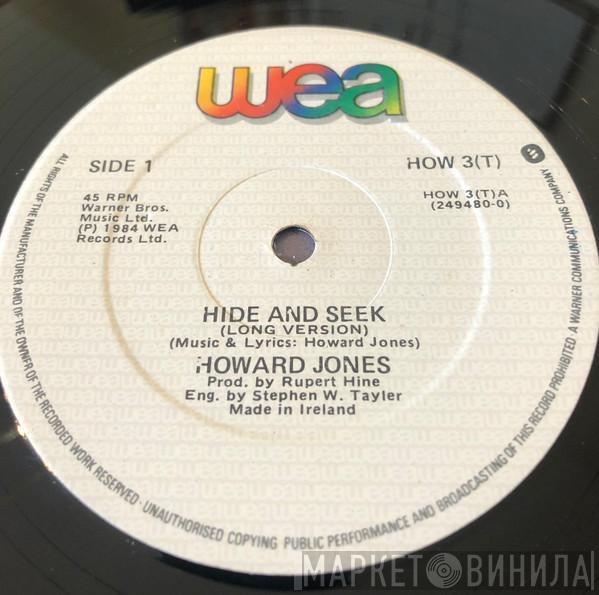 wea
SIDE 1
HOW 3(T)
45 RPM
Warner Bros.
Music Ltd.
(P) 1984 WEA
Records Ltd.
HOW 3(T)A
(249480-0)
HIDE AND SEEK
(LONG VERSION)
(Music & Lyrics: Howard Jones)
HOWARD JONES
Prod. by Rupert Hine
Eng. by Stephen W. Tayler
Made in Ireland
ALL RIGHTS OF THE MANUFACTURER AND OF THE OWNER OF THE RECORDED WORK RESERVED · UNAUTHORISED COPYING PUBLIC PERFORMANCE AND BROADCASTING OF THIS RECORD PROHIBITED · A WARNER COMMUNICATIONS COMPANY
МАРКЕТ ВИНИЛА